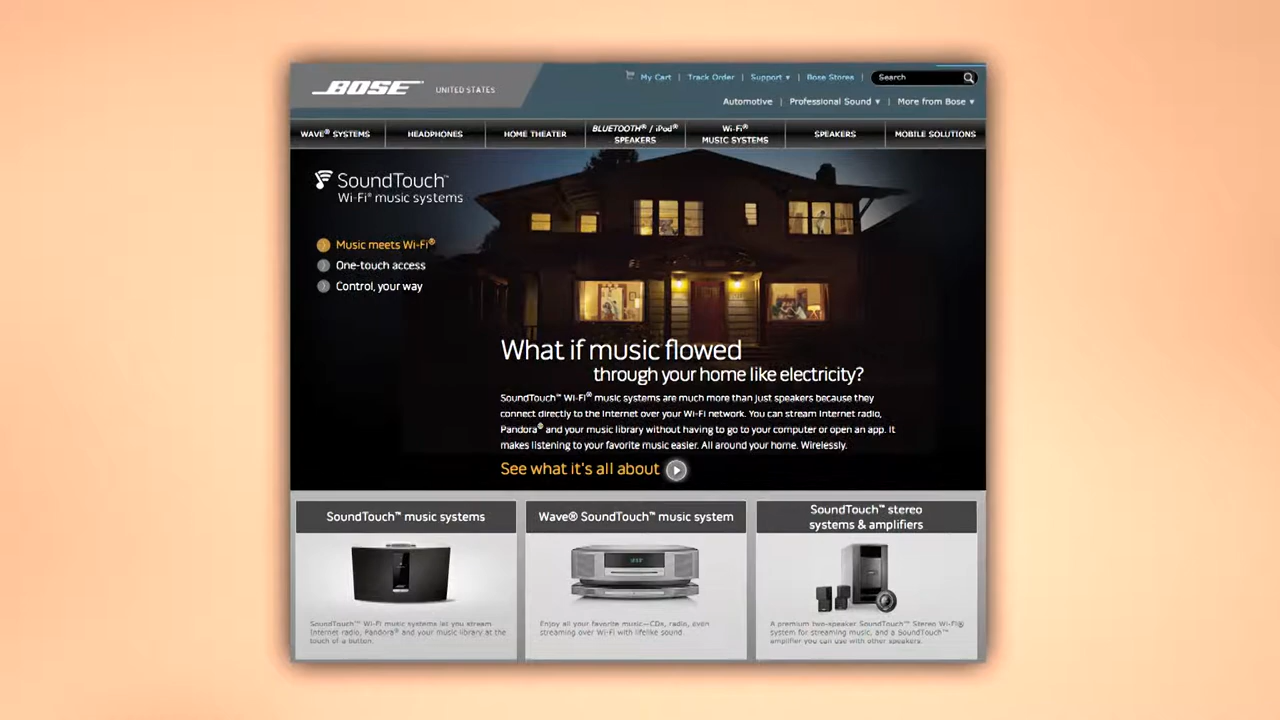 BOSE UNITED STATES
My Cart | Track Order | Support ▾ | Bose Stores | Search
Automotive | Professional Sound ▾ | More from Bose ▾
WAVE® SYSTEMS
HEADPHONES
HOME THEATER
BLUETOOTH® / iPod®
SPEAKERS
Wi-Fi®
MUSIC SYSTEMS
SPEAKERS
MOBILE SOLUTIONS
SoundTouch™
Wi-Fi® music systems
Music meets Wi-Fi®
One-touch access
Control, your way
What if music flowed
through your home like electricity?
SoundTouch™ Wi-Fi® music systems are much more than just speakers because they
connect directly to the Internet over your Wi-Fi network. You can stream Internet radio,
Pandora® and your music library without having to go to your computer or open an app. It
makes listening to your favorite music easier. All around your home. Wirelessly.
See what it's all about
SoundTouch™ music systems
SoundTouch™ Wi-Fi music systems let you stream
Internet radio, Pandora® and your music library at the
touch of a button.
Wave® SoundTouch™ music system
Enjoy all your favorite music—CDs, radio, even
streaming over Wi-Fi with lifelike sound.
SoundTouch™ stereo
systems & amplifiers
A premium two-speaker SoundTouch™ Stereo Wi-Fi®
system for streaming music, and a SoundTouch™
amplifier you can use with other speakers.